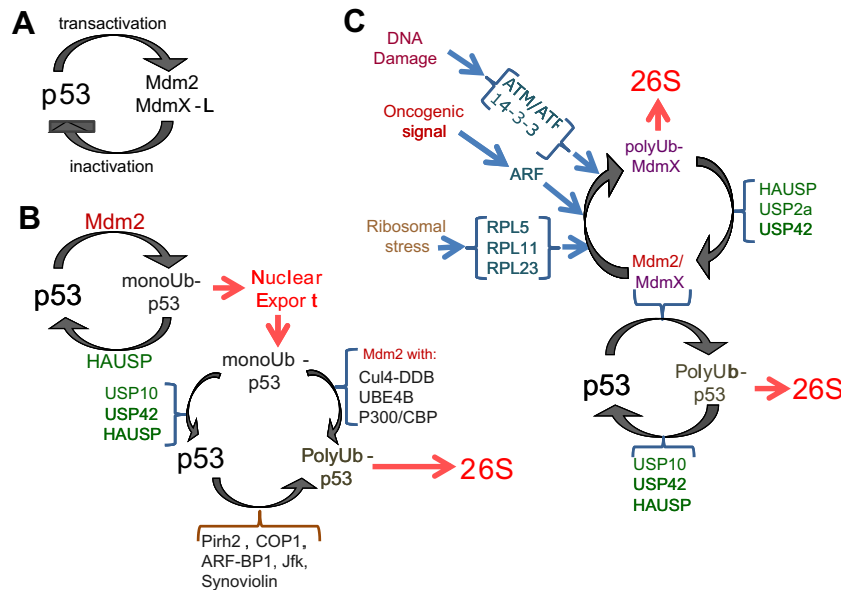 A
transactivation
p53
Mdm2
MdmX - L
inactivation
B
Mdm2
p53
monoUb-
p53
HAUSP
Nuclear
Expor t
monoUb -
p53
Mdm2 with:
Cul4-DDB
UBE4B
P300/CBP
USP10
USP42
HAUSP
p53
PolyUb -
p53
26S
Pirh2 , COP1,
ARF-BP1, Jfk,
Synoviolin
C
DNA
Damage
ATM/ATF
14-3-3
Oncogenic
signal
ARF
Ribosomal
stress
RPL5
RPL11
RPL23
26S
polyUb-
MdmX
HAUSP
USP2a
USP42
Mdm2/
MdmX
p53
PolyUb-
p53
26S
USP10
USP42
HAUSP